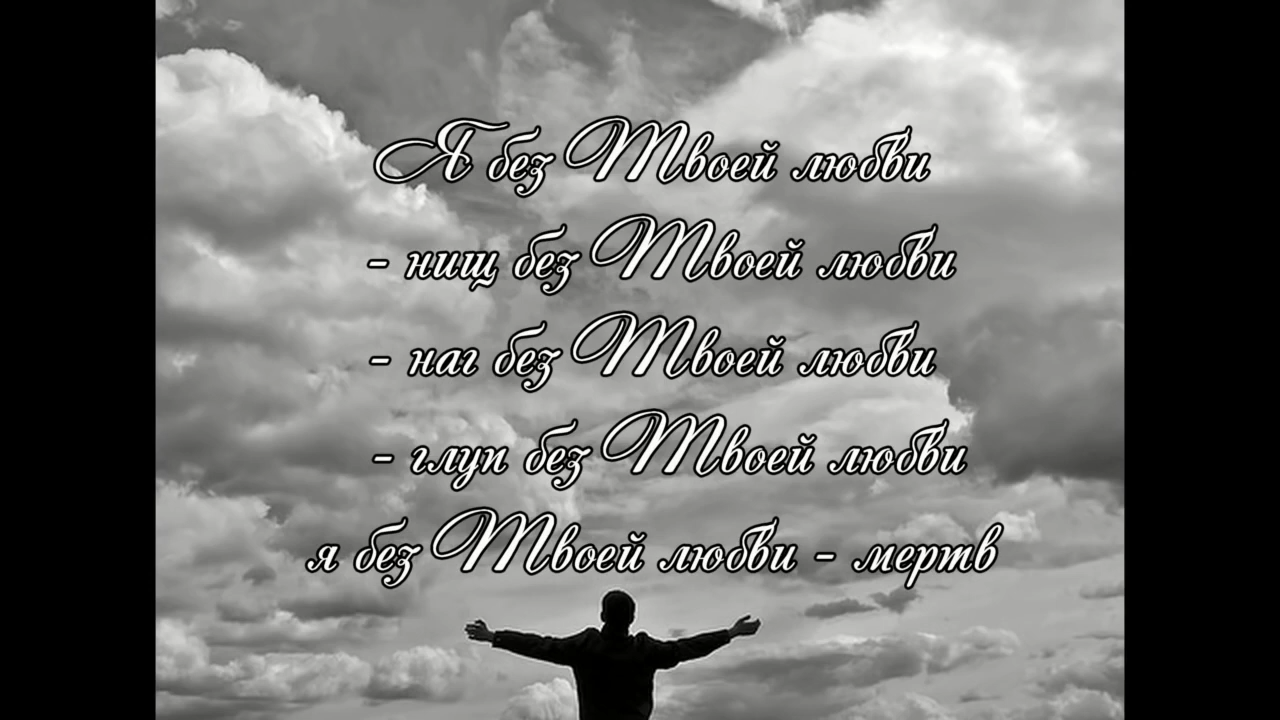 Я без Твоей любви
- нищ без Твоей любви
- наг без Твоей любви
- глуп без Твоей любви
я без Твоей любви - мертв